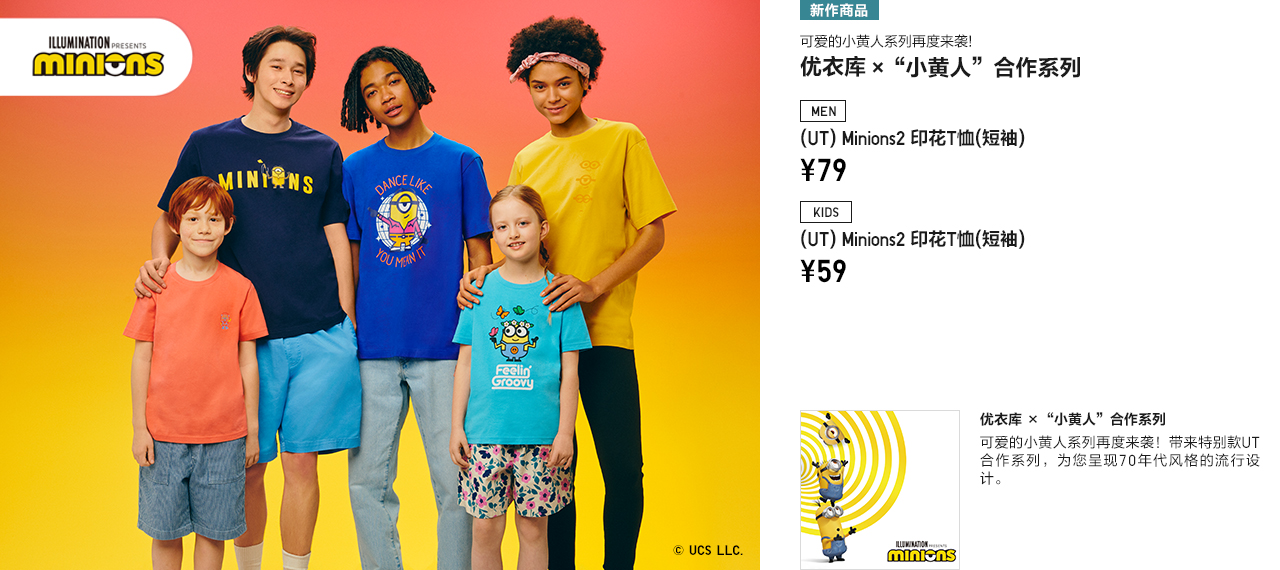 ILLUMINATION PRESENTS
minions
MINIONS
DANCE LIKE
YOU MEAN IT
Feelin'
Groovy
© UCS LLC.
新作商品
可爱的小黄人系列再度来袭!
优衣库 ×“小黄人”合作系列
MEN
(UT) Minions2 印花T恤(短袖)
¥79
KIDS
(UT) Minions2 印花T恤(短袖)
¥59
ILLUMINATION PRESENTS
minions
优衣库 ×“小黄人”合作系列
可爱的小黄人系列再度来袭！带来特别款UT
合作系列，为您呈现70年代风格的流行设
计。